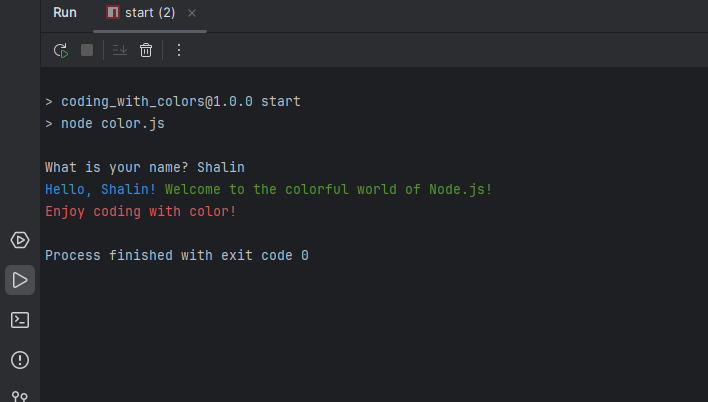 Run
start (2)
> coding_with_colors@1.0.0 start
> node color.js
What is your name? Shalin
Hello, Shalin! Welcome to the colorful world of Node.js!
Enjoy coding with color!
Process finished with exit code 0